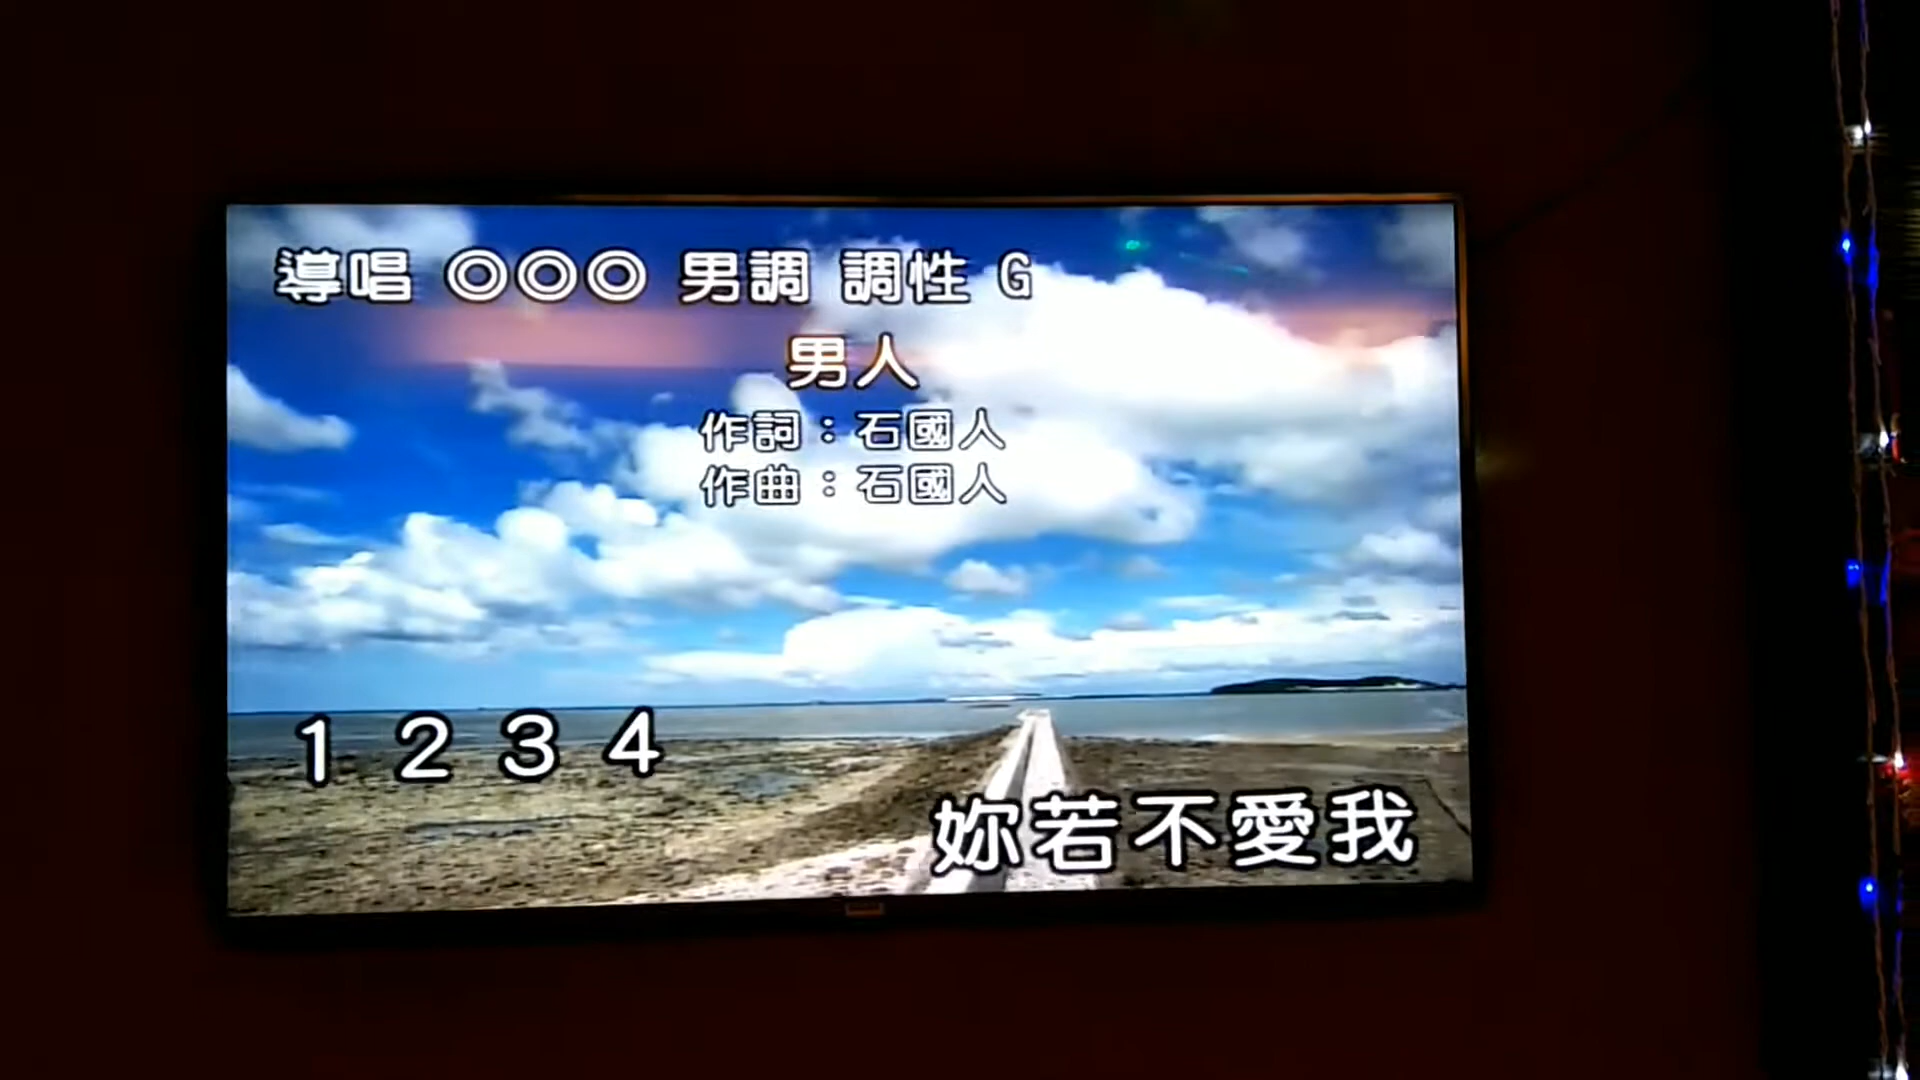 導唱 ◎◎◎ 男調 調性 G
男人
作詞：石國人
作曲：石國人
1 2 3 4
妳若不愛我